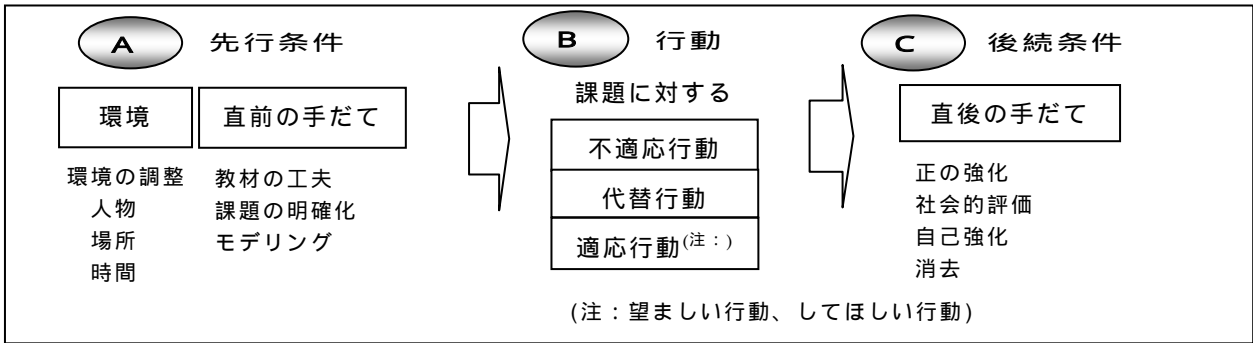 A 先行条件
環境 直前の手だて
環境の調整 教材の工夫
人物 課題の明確化
場所 モデリング
時間
B 行動
課題に対する
不適応行動
代替行動
適応行動(注:)
(注:望ましい行動、してほしい行動)
C 後続条件
直後の手だて
正の強化
社会的評価
自己強化
消去